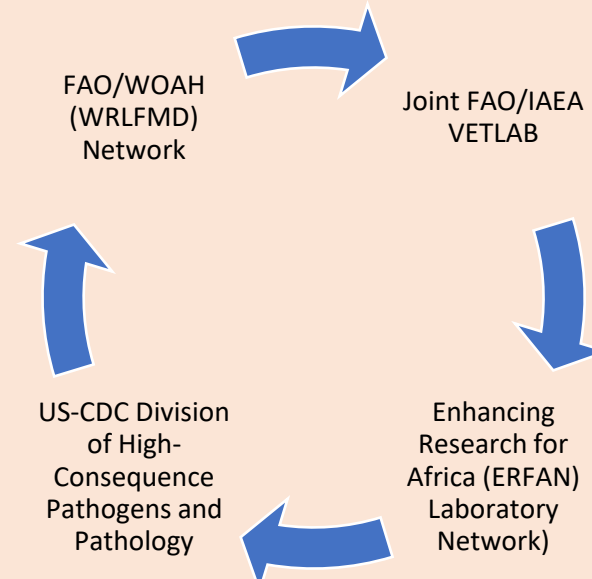 FAO/WOAH
(WRLFMD)
Network
Joint FAO/IAEA
VETLAB
US-CDC Division
of High-
Consequence
Pathogens and
Pathology
Enhancing
Research for
Africa (ERFAN)
Laboratory
Network)